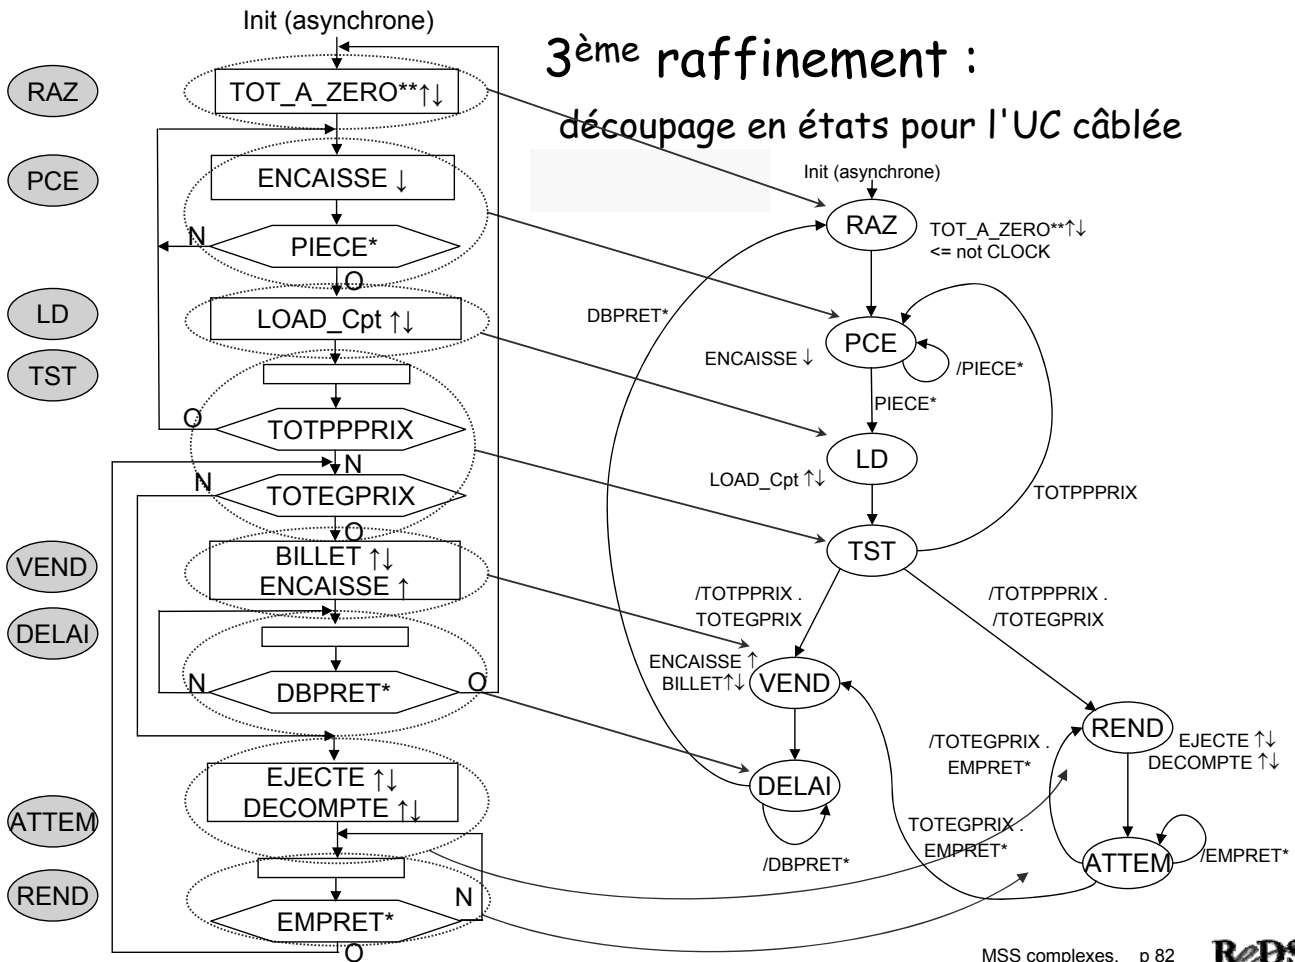 Init (asynchrone)
3ème raffinement :
découpage en états pour l'UC câblée
RAZ
PCE
LD
TST
VEND
DELAI
ATTEM
REND
TOT_A_ZERO**↑↓
ENCAISSE ↓
N
PIECE*
O
LOAD_Cpt ↑↓
O
TOTPPPRIX
N
N
TOTEGPRIX
O
BILLET ↑↓
ENCAISSE ↑
N
DBPRET*
O
EJECTE ↑↓
DECOMPTE ↑↓
N
EMPRET*
O
Init (asynchrone)
RAZ
TOT_A_ZERO**↑↓
<= not CLOCK
DBPRET*
PCE
ENCAISSE ↓
/PIECE*
PIECE*
LD
LOAD_Cpt ↑↓
TOTPPPRIX
TST
/TOTPPRIX .
TOTEGPRIX
/TOTPPPRIX .
/TOTEGPRIX
ENCAISSE ↑
BILLET↑↓
VEND
REND
EJECTE ↑↓
DECOMPTE ↑↓
/TOTEGPRIX .
EMPRET*
DELAI
TOTEGPRIX .
EMPRET*
/DBPRET*
ATTEM
/EMPRET*
MSS complexes, p 82
ReDS